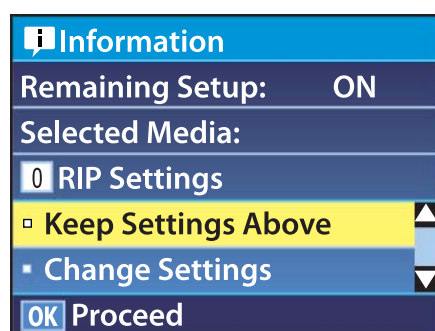 Information
Remaining Setup: ON
Selected Media:
0 RIP Settings
Keep Settings Above
Change Settings
OK Proceed